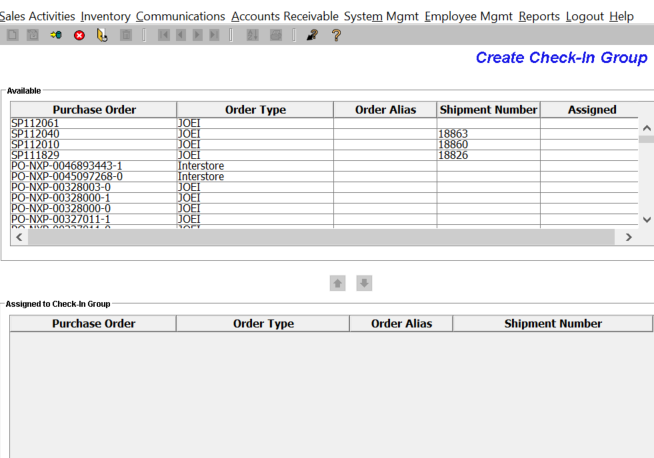 Sales Activities Inventory Communications Accounts Receivable System Mgmt Employee Mgmt Reports Logout Help
Create Check-In Group
Available
Purchase Order Order Type Order Alias Shipment Number Assigned
SP112061 JOEI
SP112040 JOEI 18863
SP112010 JOEI 18860
SP111829 JOEI 18826
PO-NXP-0046893443-1 Interstore
PO-NXP-0045097268-0 Interstore
PO-NXP-00328003-0 JOEI
PO-NXP-00328000-1 JOEI
PO-NXP-00328000-0 JOEI
PO-NXP-00327011-1 JOEI
Assigned to Check-In Group
Purchase Order Order Type Order Alias Shipment Number